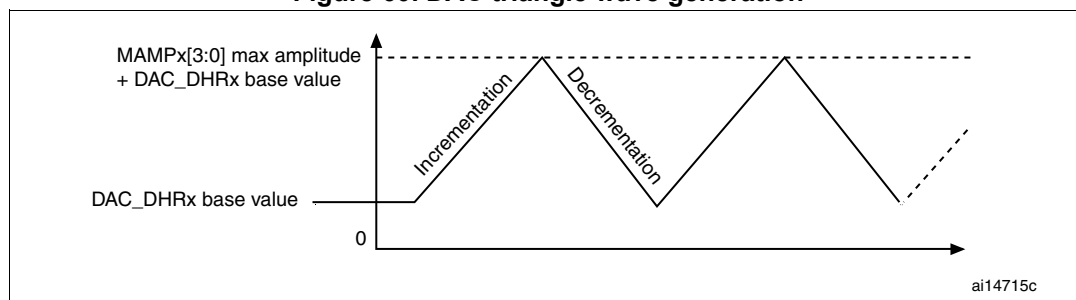 MAMPx[3:0] max amplitude
+ DAC_DHRx base value
Incrementation
Decrementation
DAC_DHRx base value
0
ai14715c